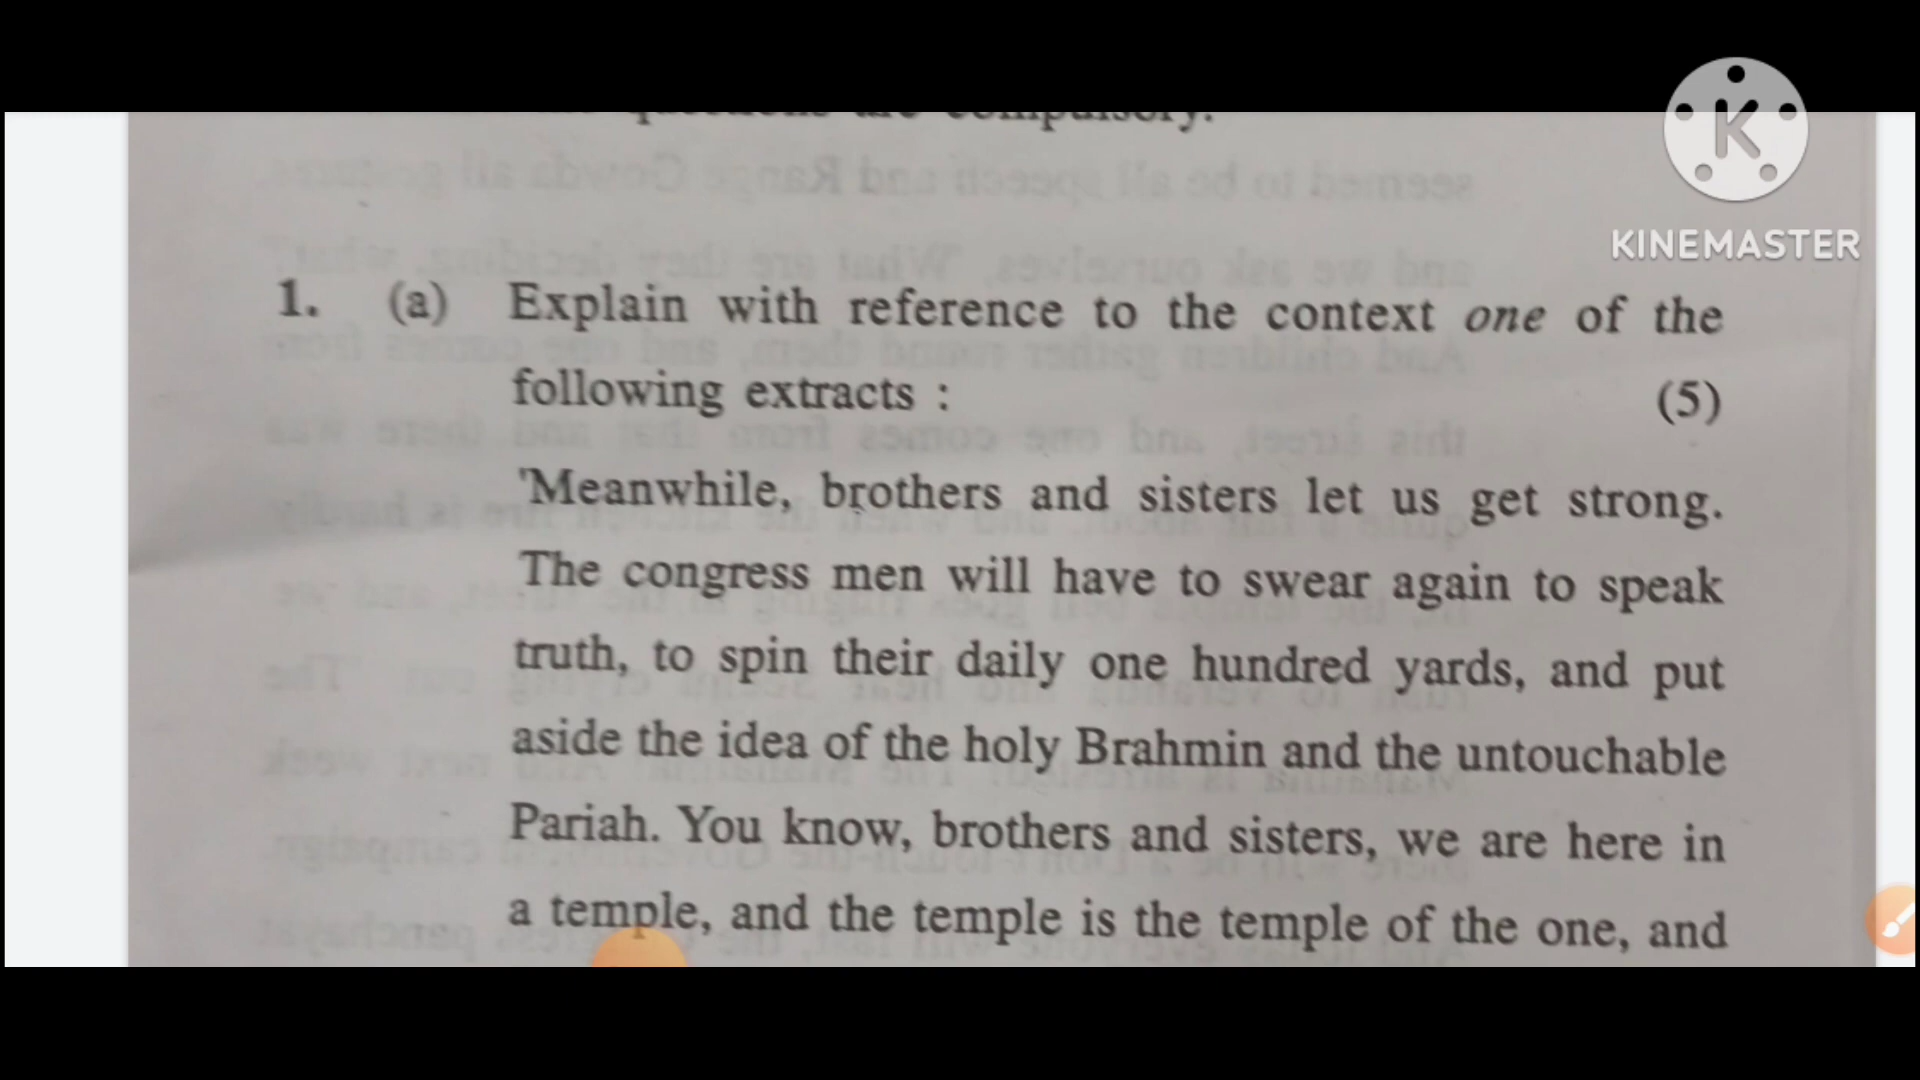 questions are compulsory.
KINEMASTER
1. (a) Explain with reference to the context one of the
following extracts : (5)
'Meanwhile, brothers and sisters let us get strong.
The congress men will have to swear again to speak
truth, to spin their daily one hundred yards, and put
aside the idea of the holy Brahmin and the untouchable
Pariah. You know, brothers and sisters, we are here in
a temple, and the temple is the temple of the one, and